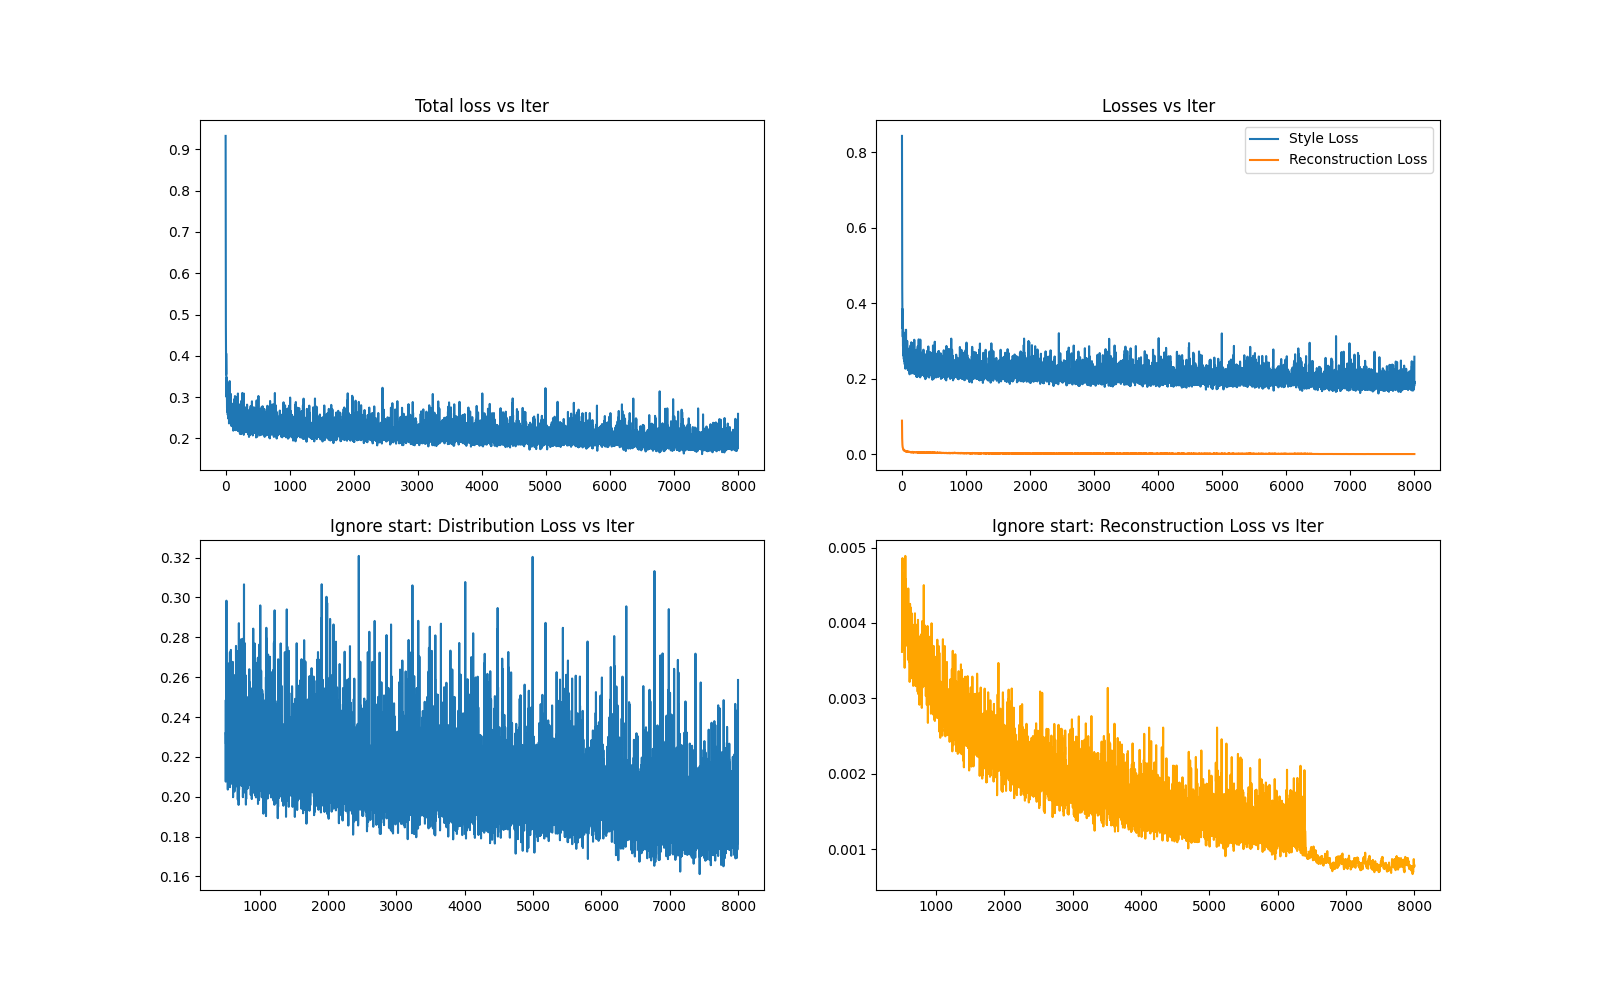 Total loss vs Iter
0.9
0.8
0.7
0.6
0.5
0.4
0.3
0.2
0 1000 2000 3000 4000 5000 6000 7000 8000
Losses vs Iter
Style Loss
Reconstruction Loss
0.8
0.6
0.4
0.2
0.0
0 1000 2000 3000 4000 5000 6000 7000 8000
Ignore start: Distribution Loss vs Iter
0.32
0.30
0.28
0.26
0.24
0.22
0.20
0.18
0.16
1000 2000 3000 4000 5000 6000 7000 8000
Ignore start: Reconstruction Loss vs Iter
0.005
0.004
0.003
0.002
0.001
1000 2000 3000 4000 5000 6000 7000 8000